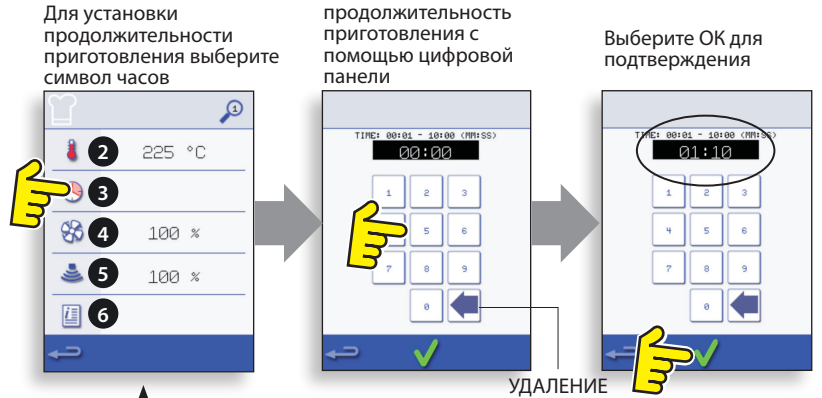 Для установки
продолжительности
приготовления выберите
символ часов
1
2 225 °C
3
4 100 %
5 100 %
i 6
продолжительность
приготовления с
помощью цифровой
панели
TIME: 00:01 - 10:00 (MM:SS)
00:00
1 2 3
5 6
7 8 9
0
УДАЛЕНИЕ
Выберите OK для
подтверждения
TIME: 00:01 - 10:00 (MM:SS)
01:10
1 2 3
4 5 6
7 8 9
0